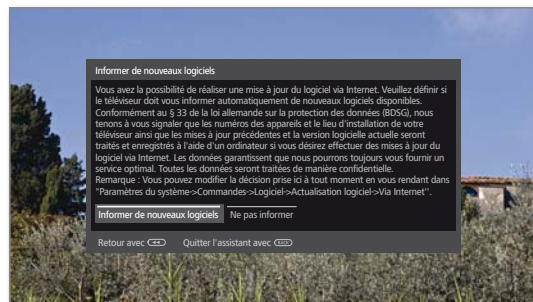 Informer de nouveaux logiciels
Vous avez la possibilité de réaliser une mise à jour du logiciel via Internet. Veuillez définir si
le téléviseur doit vous informer automatiquement de nouveaux logiciels disponibles.
Conformément au § 33 de la loi allemande sur la protection des données (BDSG), nous
tenons à vous signaler que les numéros des appareils et le lieu d'installation de votre
téléviseur ainsi que les mises à jour précédentes et la version logicielle actuelle seront
traités et enregistrés à l'aide d'un ordinateur si vous désirez effectuer des mises à jour du
logiciel via Internet. Les données garantissent que nous pourrons toujours vous fournir un
service optimal. Toutes les données seront traitées de manière confidentielle.
Remarque : Vous pouvez modifier la décision prise ici à tout moment en vous rendant dans
"Paramètres du système->Commandes->Logiciel->Actualisation logiciel->Via Internet".
Informer de nouveaux logiciels Ne pas informer
Retour avec Quitter l'assistant avec